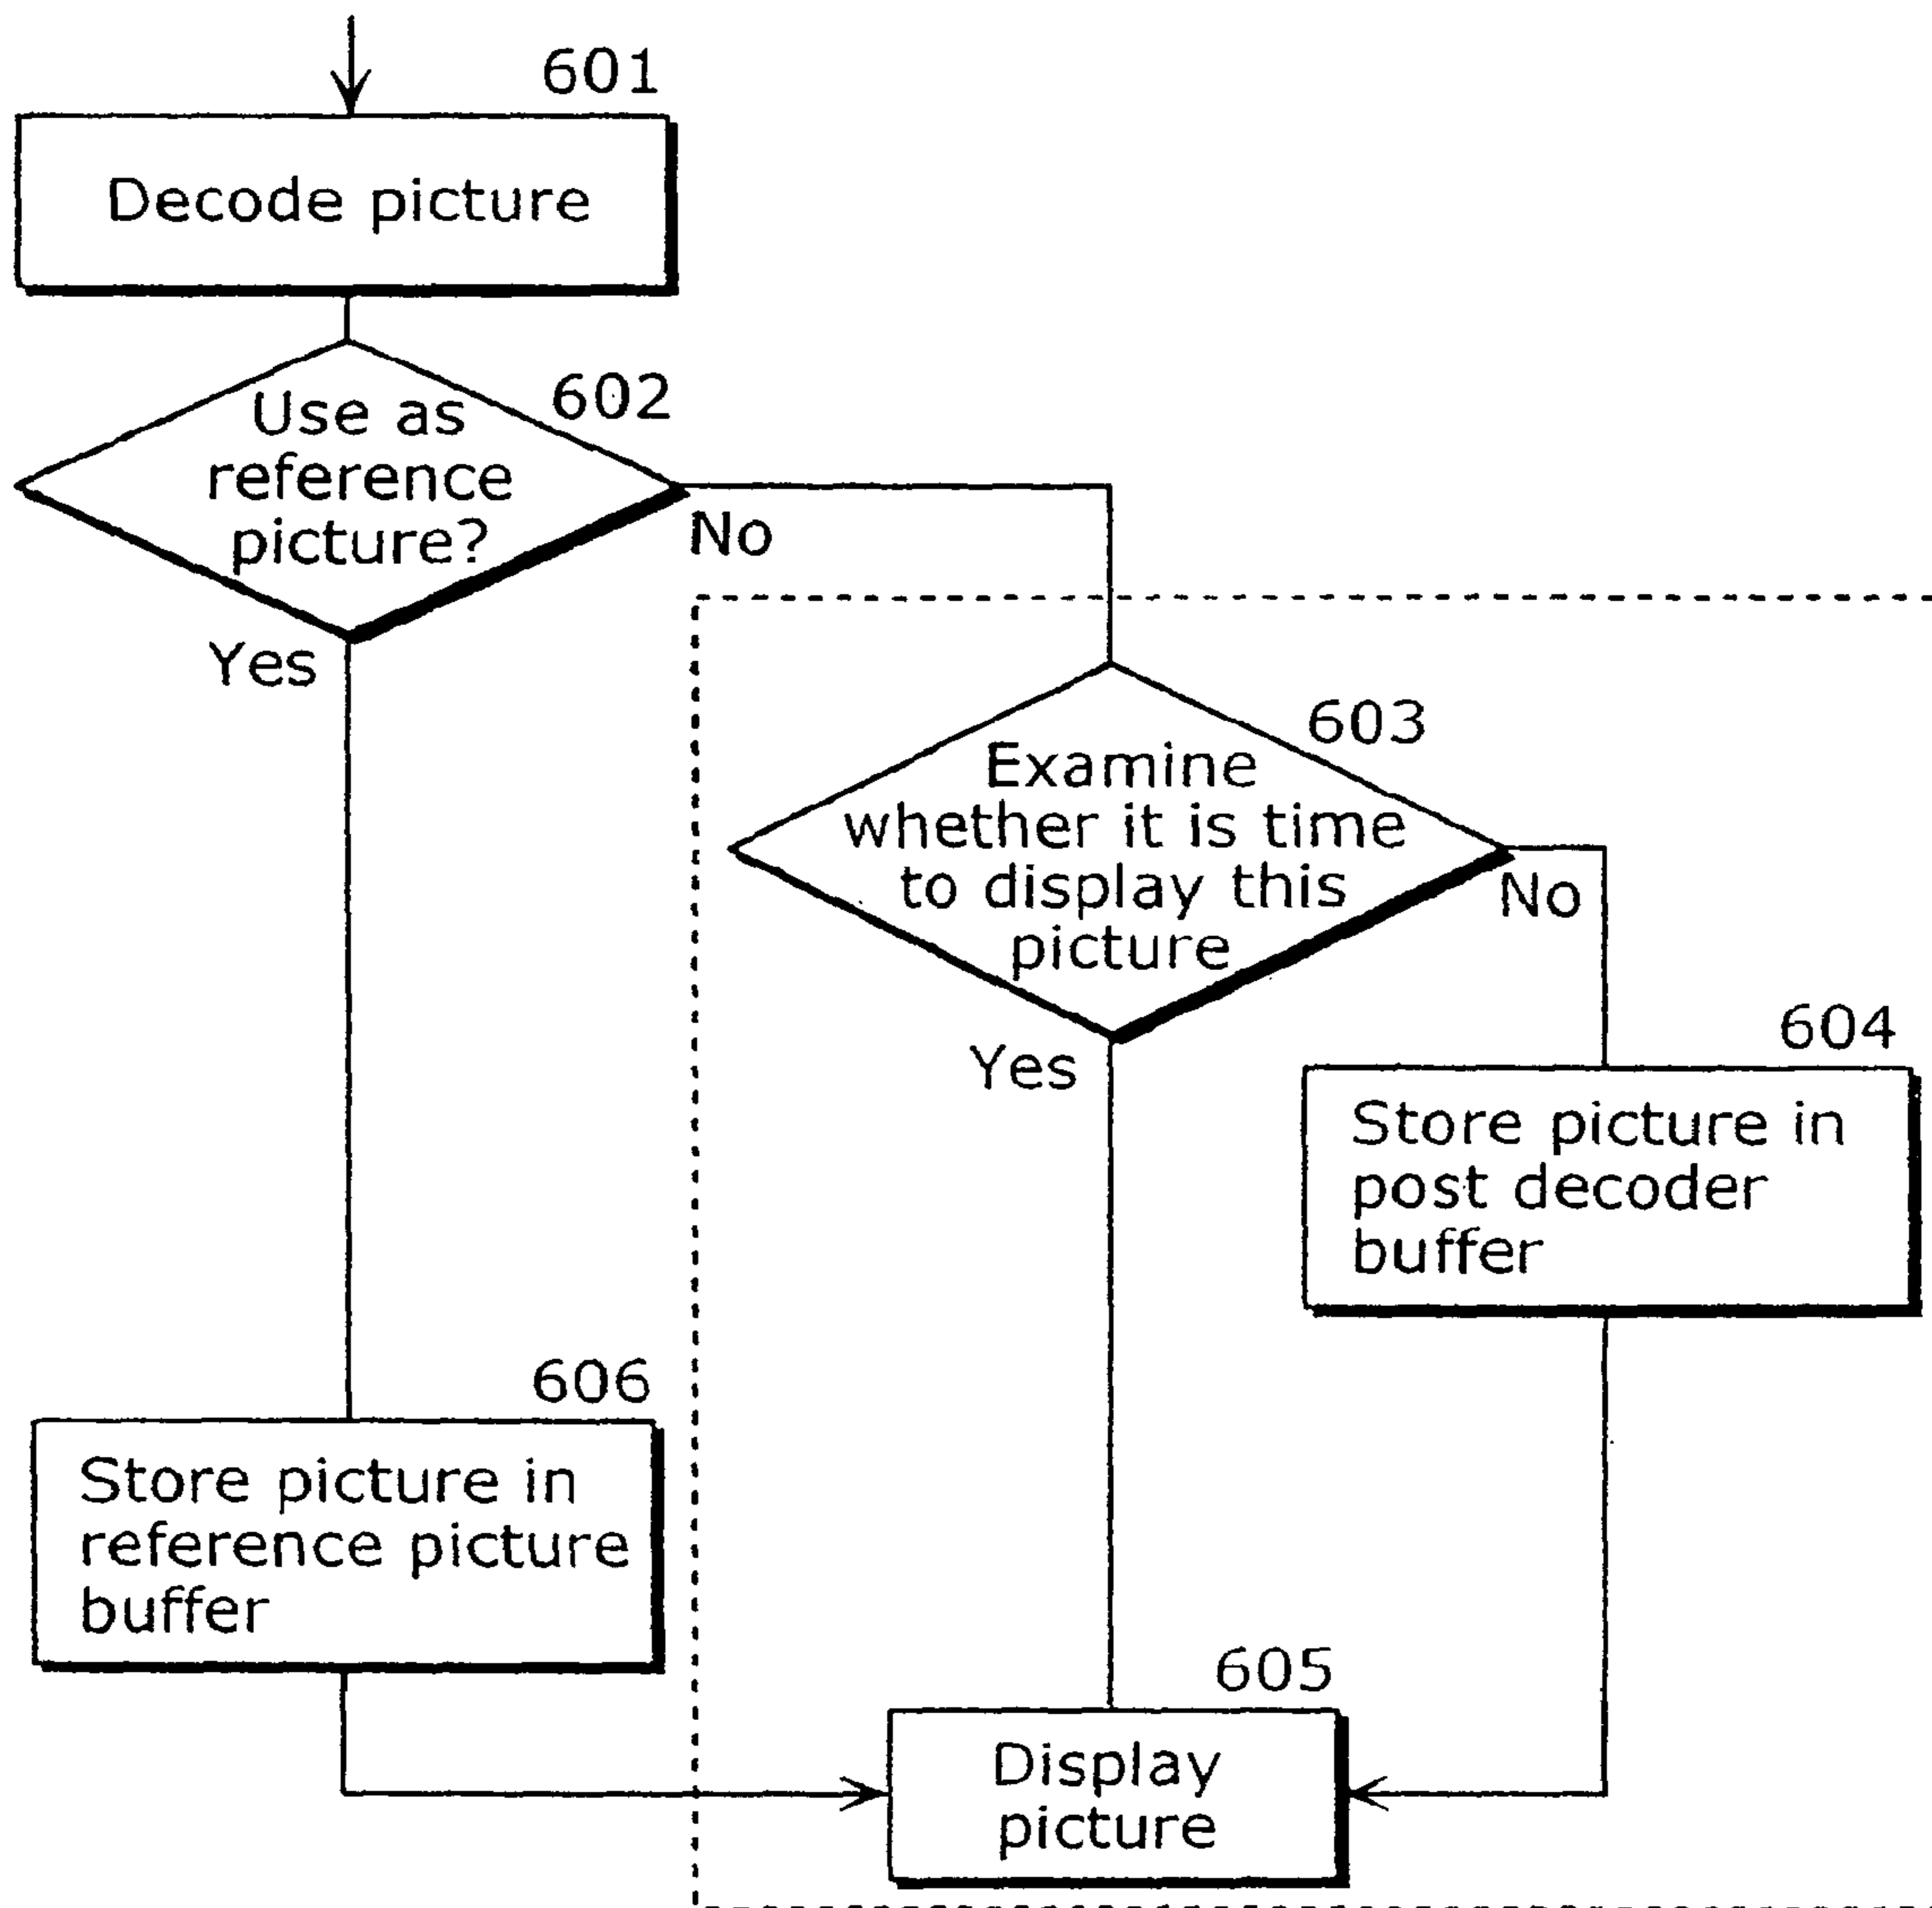 601
Decode picture
602
Use as
reference
picture?
No
Yes
603
Examine
whether it is time
to display this
picture
No
Yes
604
Store picture in
post decoder
buffer
606
Store picture in
reference picture
buffer
605
Display
picture